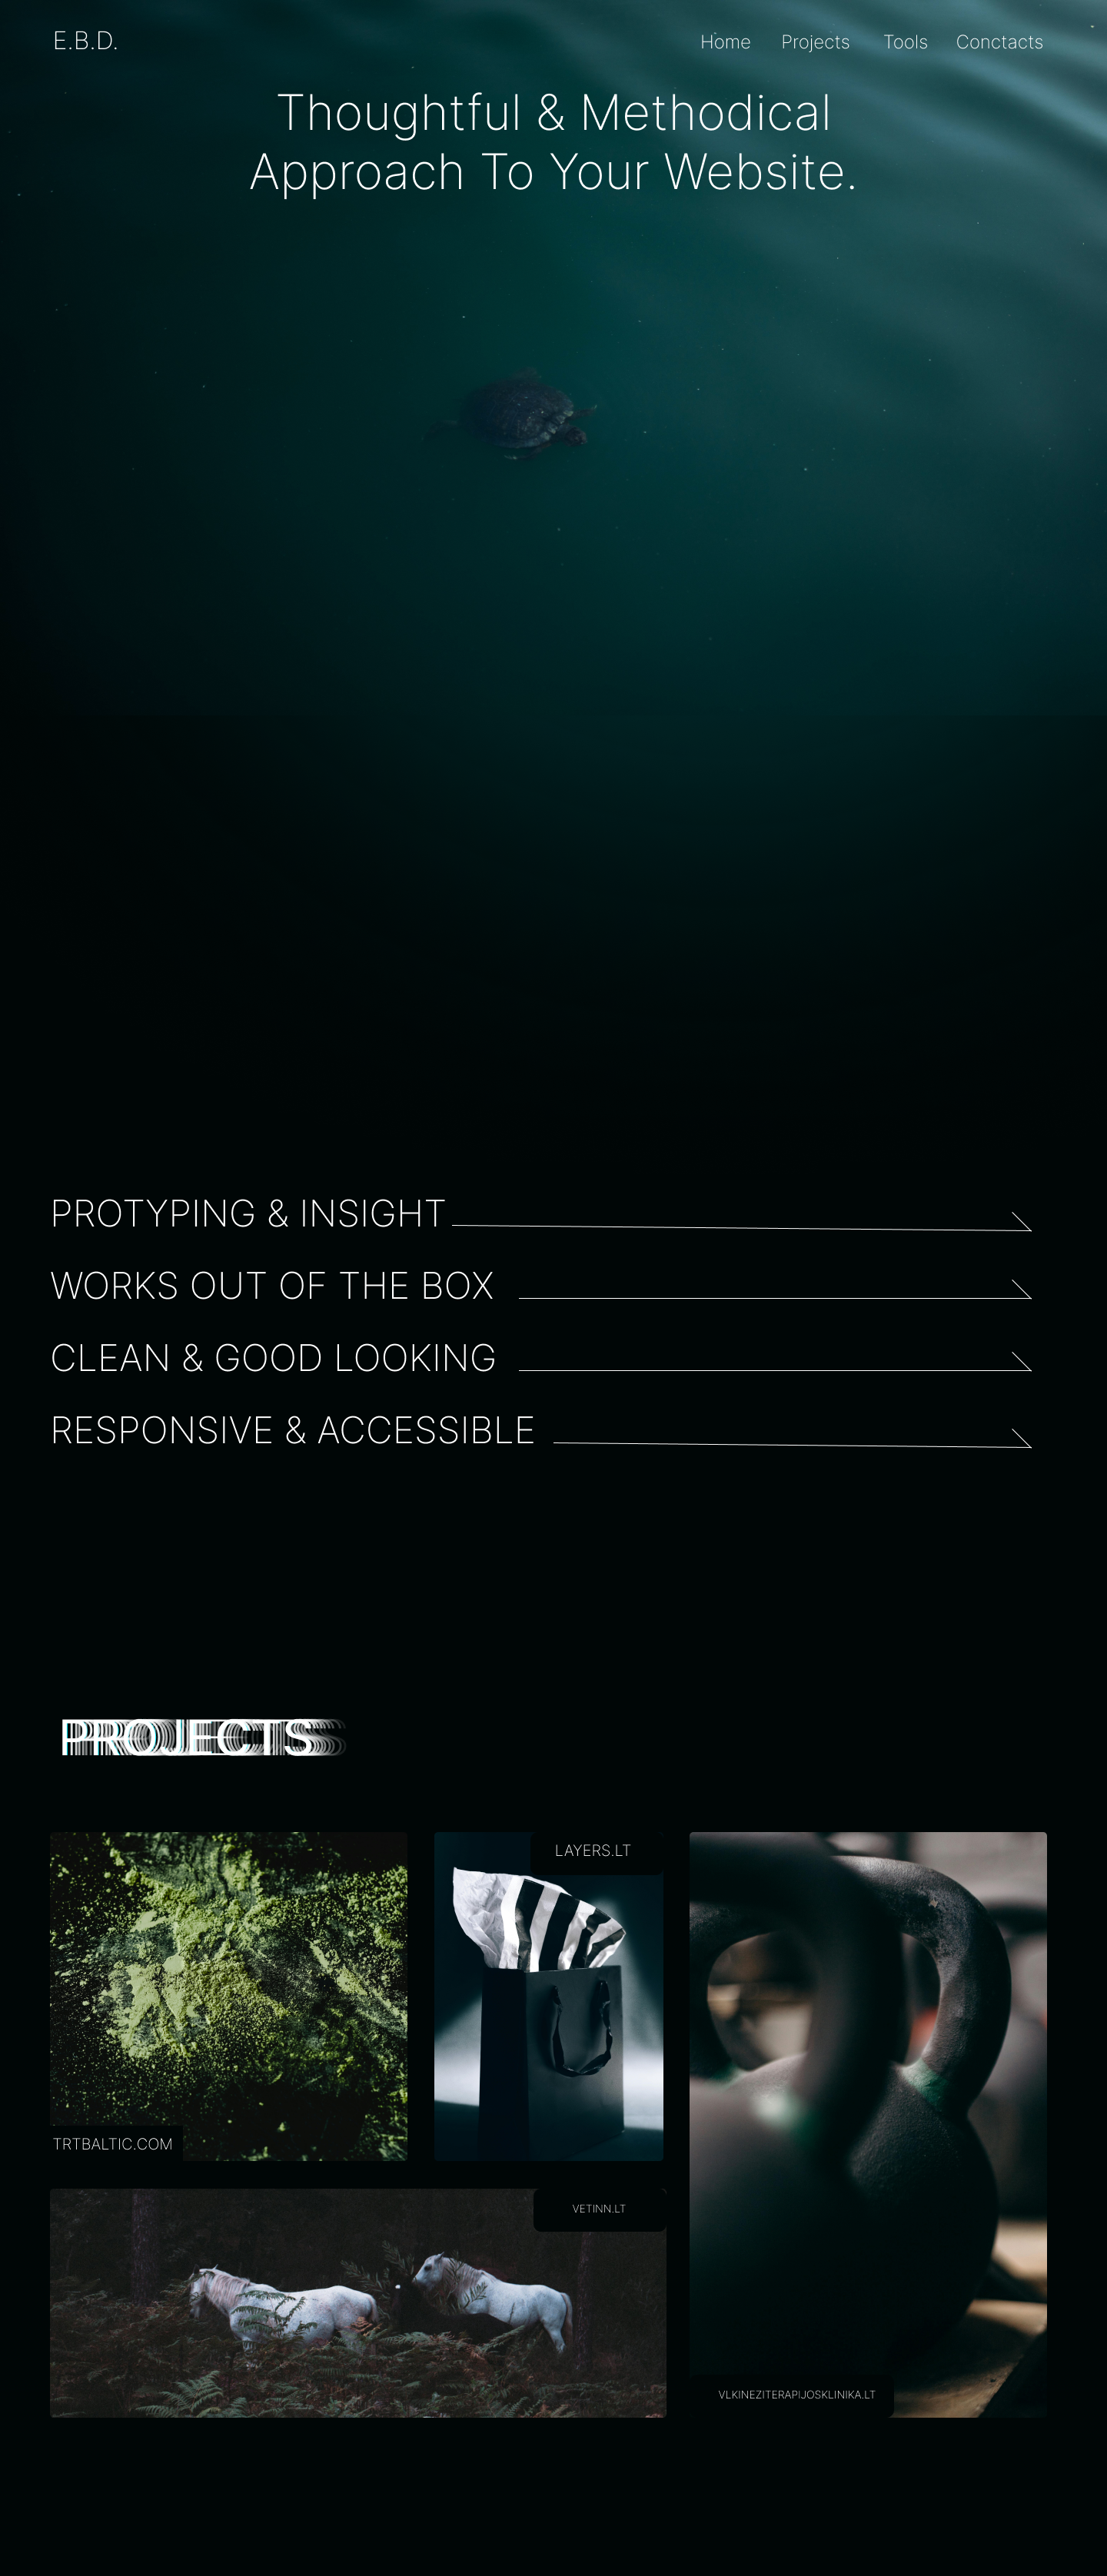 E.B.D.
Home Projects Tools Conctacts
Thoughtful & Methodical
Approach To Your Website.
PROTYPING & INSIGHT
WORKS OUT OF THE BOX
CLEAN & GOOD LOOKING
RESPONSIVE & ACCESSIBLE
PROJECTS
LAYERS.LT
TRTBALTIC.COM
VETINN.LT
VLKINEZITERAPIJOSKLINIKA.LT